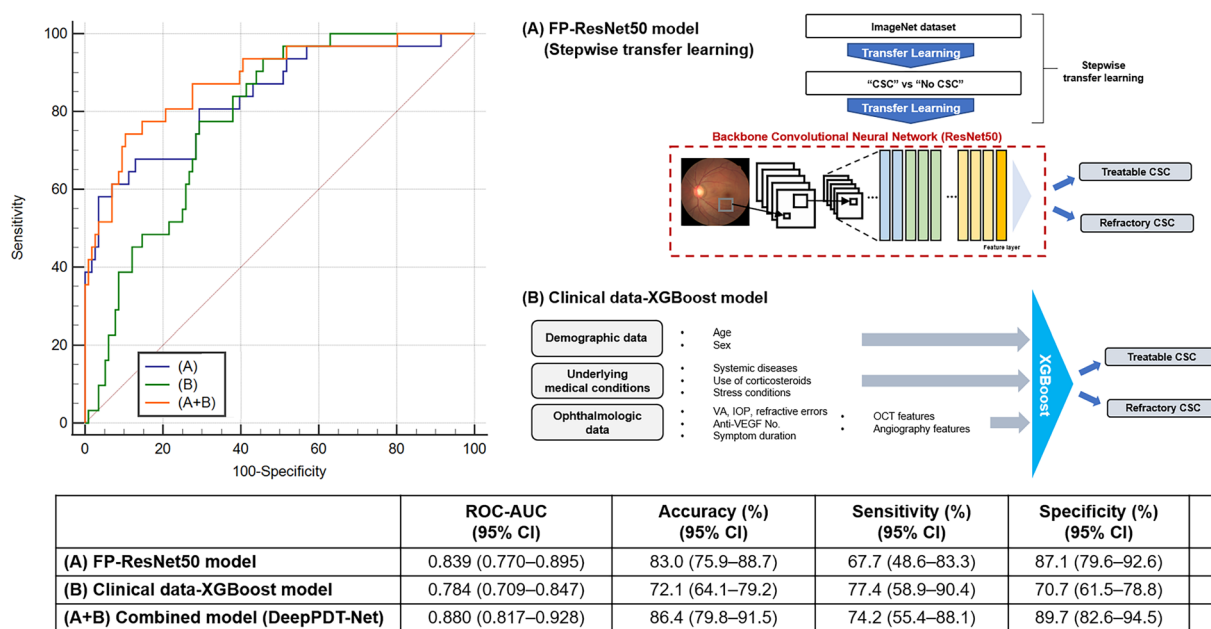 100
80
60
40
20
0
Sensitivity
(A)
(B)
(A+B)
0
20
40
60
80
100
100-Specificity
(A) FP-ResNet50 model
(Stepwise transfer learning)
ImageNet dataset
Transfer Learning
“CSC” vs “No CSC”
Transfer Learning
Stepwise
transfer learning
Backbone Convolutional Neural Network (ResNet50)
Feature layer
Treatable CSC
Refractory CSC
(B) Clinical data-XGBoost model
Demographic data
• Age
• Sex
Underlying
medical conditions
• Systemic diseases
• Use of corticosteroids
• Stress conditions
Ophthalmologic
data
• VA, IOP, refractive errors
• Anti-VEGF No.
• Symptom duration
• OCT features
• Angiography features
XGBoost
Treatable CSC
Refractory CSC
ROC-AUC (95% CI) Accuracy (%) (95% CI) Sensitivity (%) (95% CI) Specificity (%) (95% CI)
(A) FP-ResNet50 model 0.839 (0.770–0.895) 83.0 (75.9–88.7) 67.7 (48.6–83.3) 87.1 (79.6–92.6)
(B) Clinical data-XGBoost model 0.784 (0.709–0.847) 72.1 (64.1–79.2) 77.4 (58.9–90.4) 70.7 (61.5–78.8)
(A+B) Combined model (DeepPDT-Net) 0.880 (0.817–0.928) 86.4 (79.8–91.5) 74.2 (55.4–88.1) 89.7 (82.6–94.5)